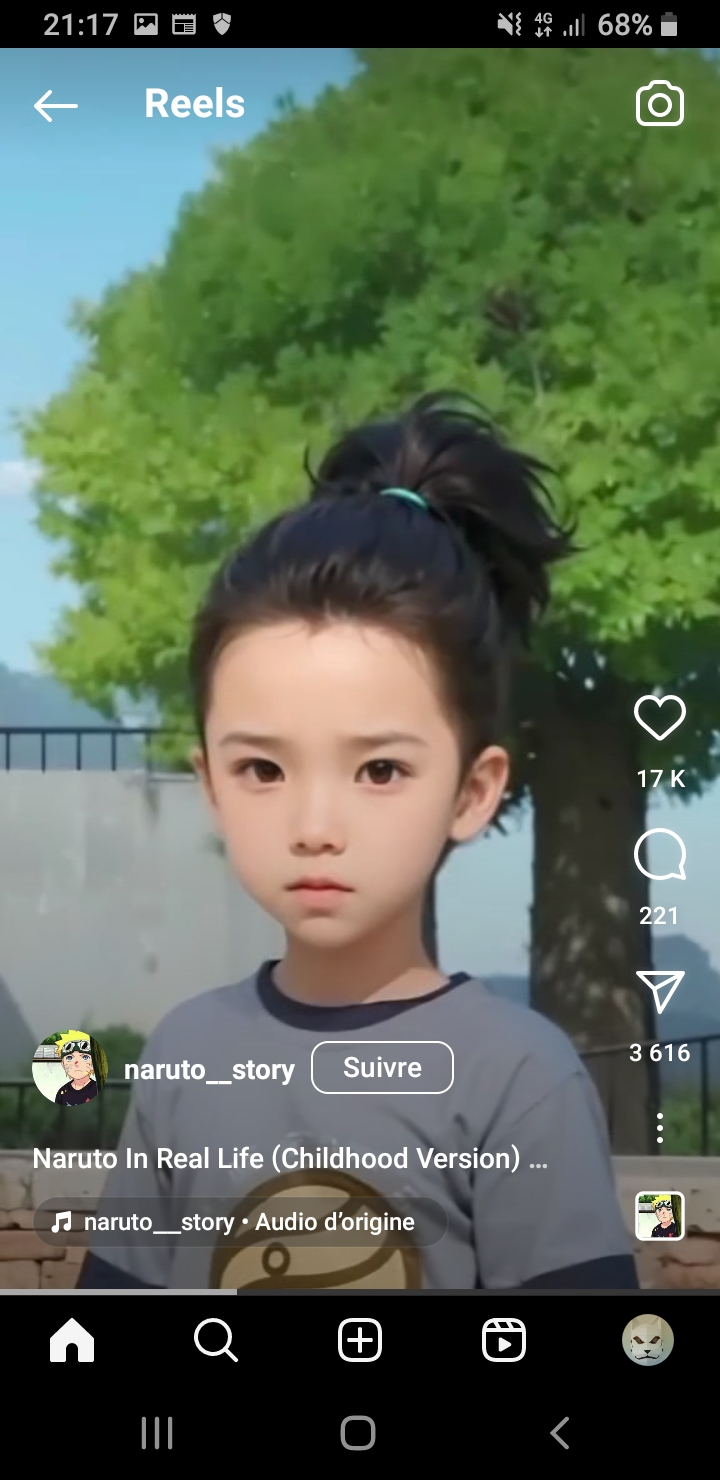 21:17 4G 68%
Reels
17 K
221
3 616
naruto__story Suivre
Naruto In Real Life (Childhood Version) ...
naruto__story • Audio d'origine